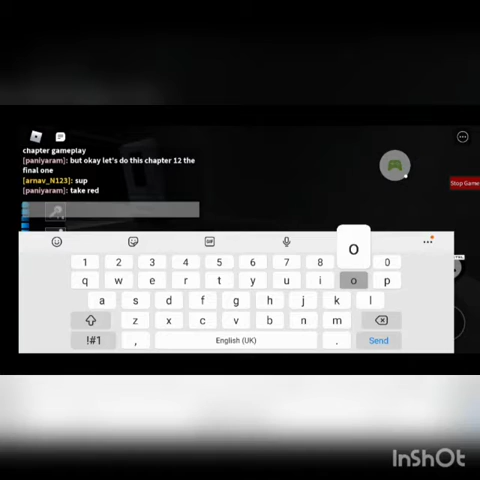 chapter gameplay
[paniyaram]: but okay let's do this chapter 12 the
final one
[arnav_N123]: sup
[paniyaram]: take red
Stop Game
o
1 2 3 4 5 6 7 8 0
q w e r t y u i o p
a s d f g h j k l
z x c v b n m
!#1 , English (UK) . Send
InShOt